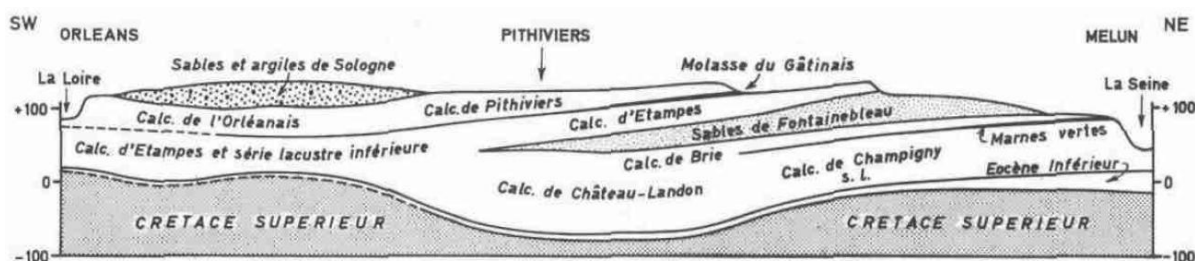 SW
NE
ORLEANS
PITHIVIERS
MELUN
Sables et argiles de Sologne
Molasse du Gâtinais
La Loire
La Seine
+100
+100
Calc. de Pithiviers
Calc. de l'Orléanais
Calc. d'Etampes
Sables de Fontainebleau
Marnes vertes
Calc. d'Etampes et série lacustre inférieure
Calc. de Brie
Calc. de Champigny
s. l.
Eocène Inférieur
0
0
Calc. de Château-Landon
CRETACE SUPERIEUR
CRETACE SUPERIEUR
-100
-100